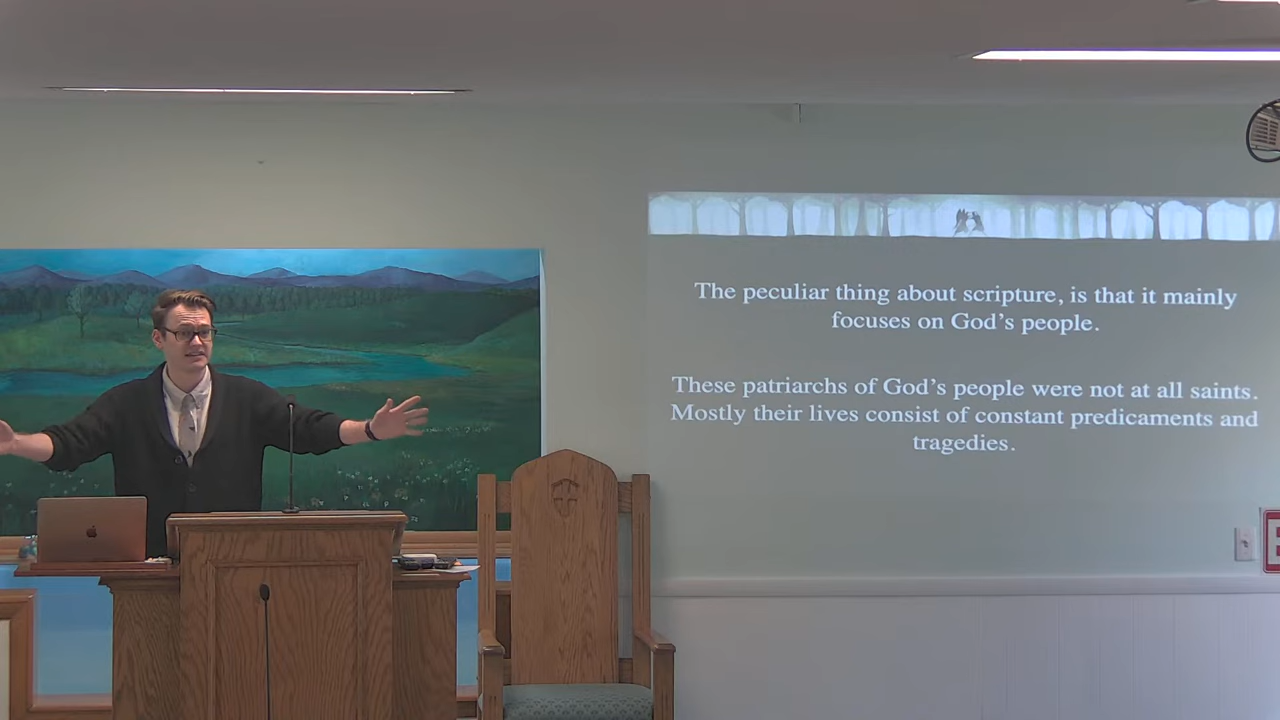 The peculiar thing about scripture, is that it mainly
focuses on God's people.
These patriarchs of God's people were not at all saints.
Mostly their lives consist of constant predicaments and
tragedies.